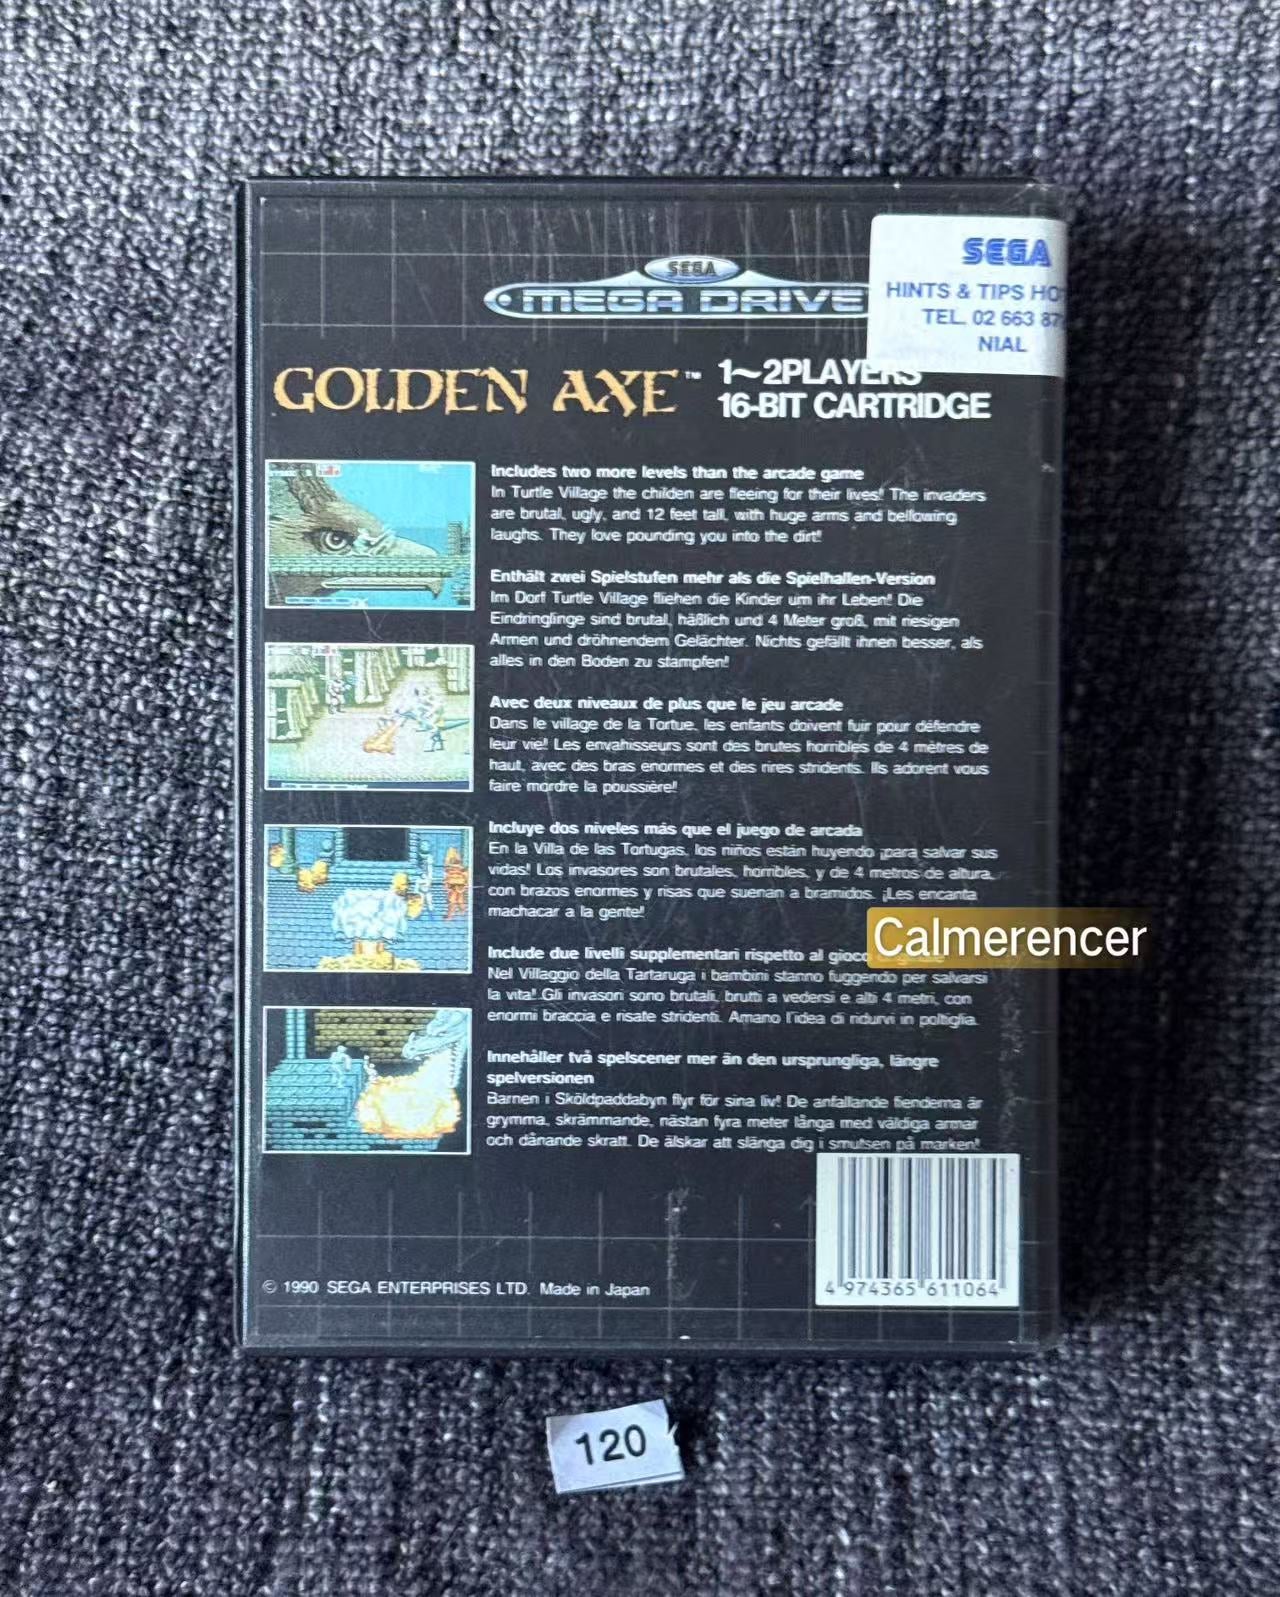 SEGA
HINTS & TIPS HO
TEL. 02 663 87
NIAL
SEGA
MEGA DRIVE
GOLDEN AXE™
1~2PLAYERS
16-BIT CARTRIDGE
Includes two more levels than the arcade game
In Turtle Village the childen are fleeing for their lives! The invaders
are brutal, ugly, and 12 feet tall, with huge arms and bellowing
laughs. They love pounding you into the dirt!
Enthält zwei Spielstufen mehr als die Spielhallen-Version
Im Dorf Turtle Village fliehen die Kinder um ihr Leben! Die
Eindringlinge sind brutal, häßlich und 4 Meter groß, mit riesigen
Armen und dröhnendem Gelächter. Nichts gefällt ihnen besser, als
alles in den Boden zu stampfen!
Avec deux niveaux de plus que le jeu arcade
Dans le village de la Tortue, les enfants doivent fuir pour défendre
leur vie! Les envahisseurs sont des brutes horribles de 4 mètres de
haut, avec des bras enormes et des rires stridents. Ils adorent vous
faire mordre la poussière!
Incluye dos niveles más que el juego de arcada
En la Villa de las Tortugas, los niños están huyendo ¡para salvar sus
vidas! Los invasores son brutales, horribles, y de 4 metros de altura,
con brazos enormes y risas que suenan a bramidos. ¡Les encanta
machacar a la gente!
Calmerencer
Include due livelli supplementari rispetto al gioco
Nel Villaggio della Tartaruga i bambini stanno fuggendo per salvarsi
la vita! Gli invasori sono brutali, brutti a vedersi e alti 4 metri, con
enormi braccia e risate stridenti. Amano l'idea di ridurvi in poltiglia.
Innehåller två spelscener mer än den ursprungliga, längre
spelversionen
Barnen i Sköldpaddabyn flyr för sina liv! De anfallande fienderna är
grymma, skrämmande, nästan fyra meter långa med väldiga armar
och dånande skratt. De älskar att slänga dig i smutsen på marken!
4 974365 611064
© 1990 SEGA ENTERPRISES LTD. Made in Japan
120